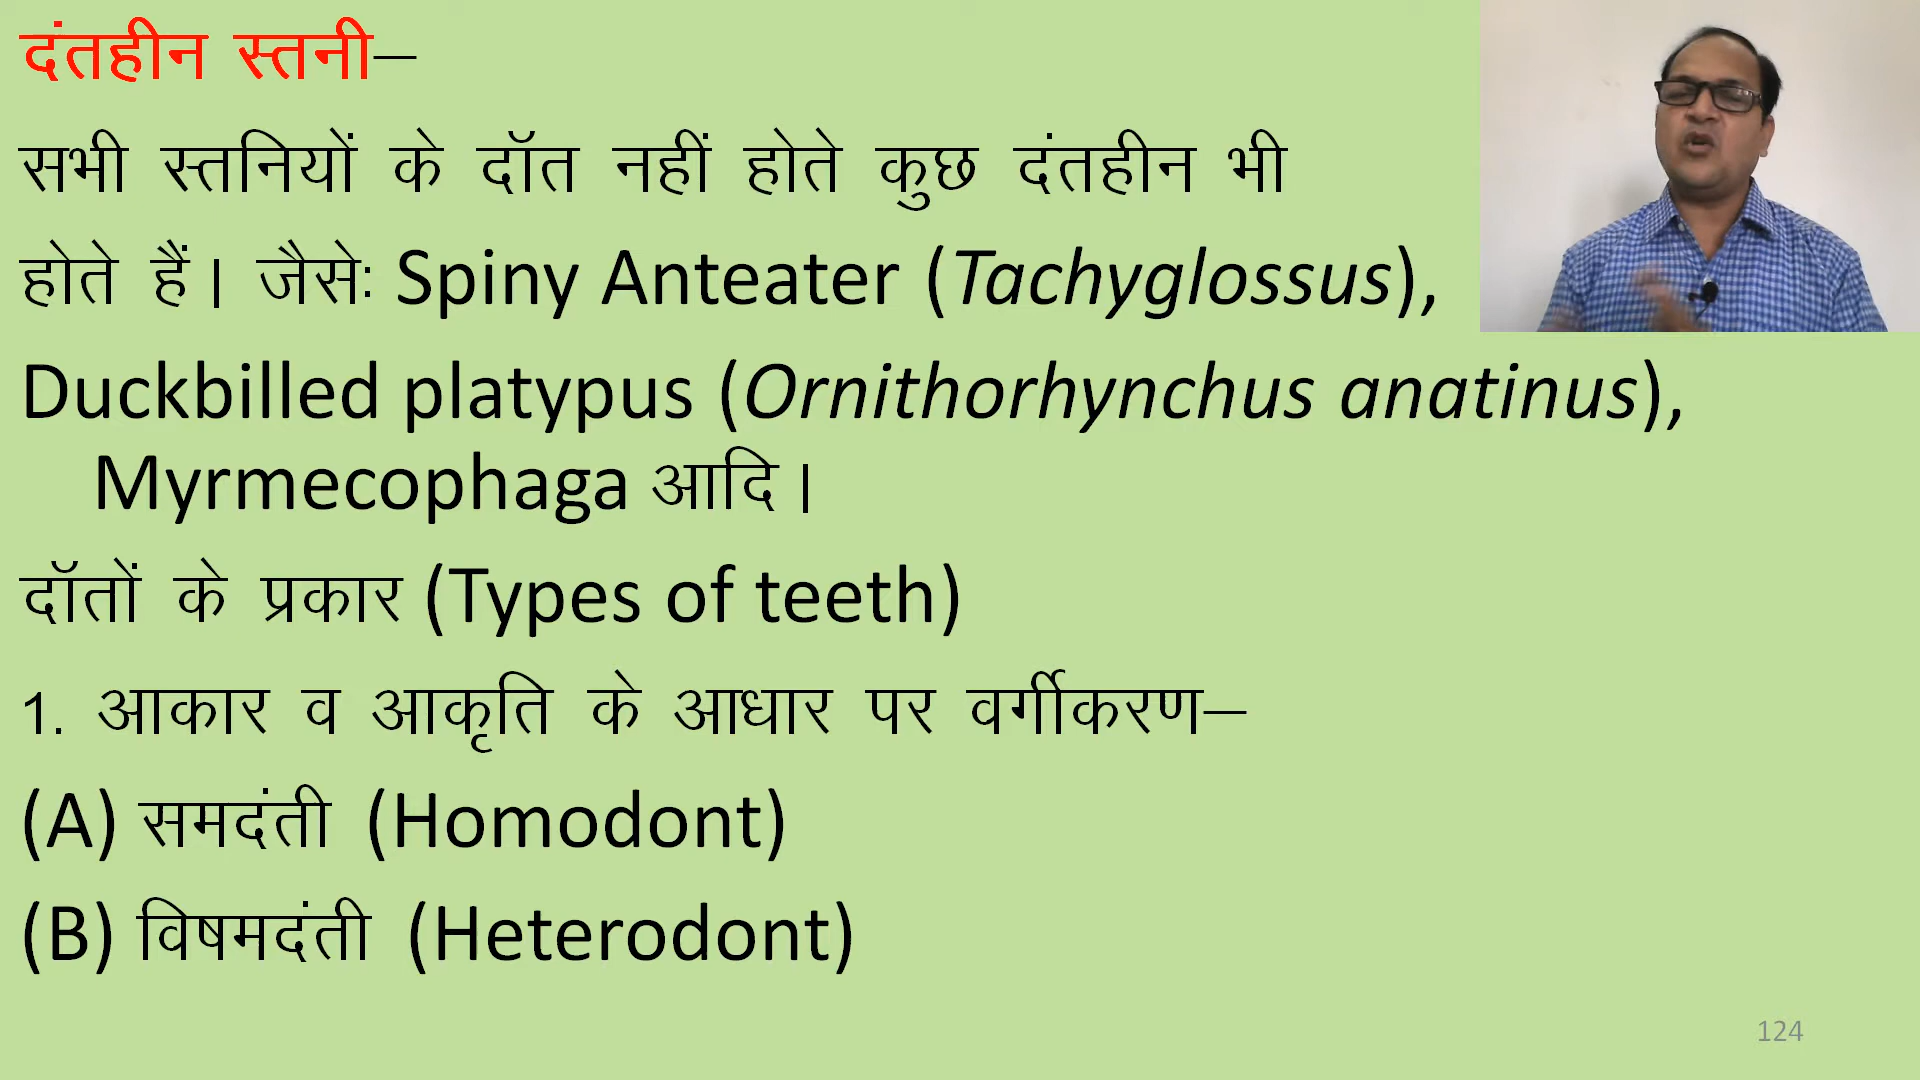 दंतहीन स्तनी–
सभी स्तनियों के दॉत नहीं होते कुछ दंतहीन भी
होते हैं। जैसेः Spiny Anteater (Tachyglossus),
Duckbilled platypus (Ornithorhynchus anatinus),
Myrmecophaga आदि।
दॉतों के प्रकार (Types of teeth)
1. आकार व आकृति के आधार पर वर्गीकरण–
(A) समदंती (Homodont)
(B) विषमदंती (Heterodont)
124